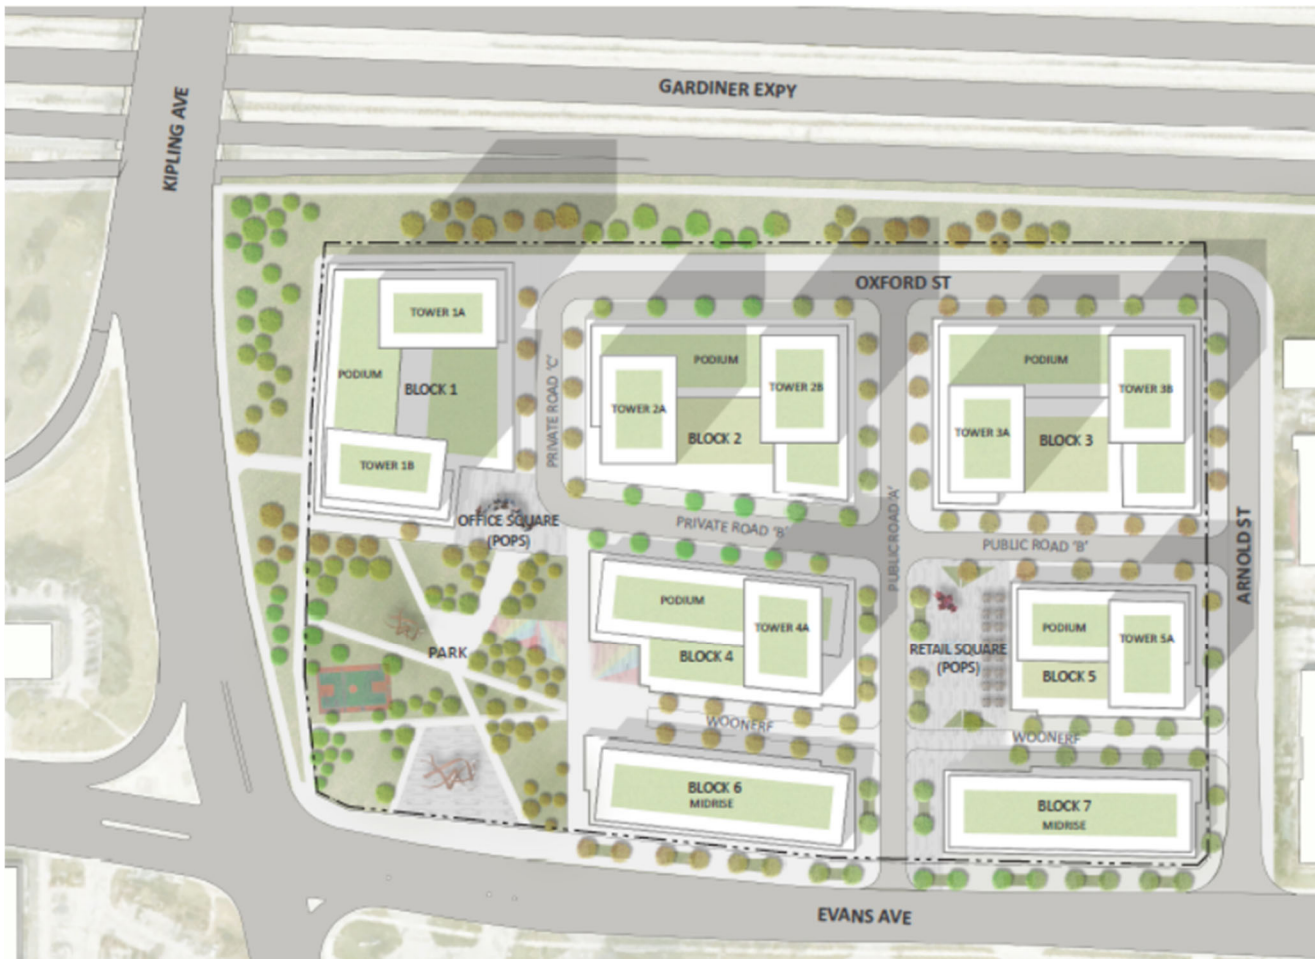 GARDINER EXPY
KIPLING AVE
OXFORD ST
TOWER 1A
PODIUM
BLOCK 1
TOWER 1B
PRIVATE ROAD 'C'
PODIUM
TOWER 2A
TOWER 2B
BLOCK 2
PODIUM
TOWER 3A
TOWER 3B
BLOCK 3
OFFICE SQUARE
(POPS)
PRIVATE ROAD 'B'
PUBLIC ROAD 'A'
PUBLIC ROAD 'B'
ARNOLD ST
PARK
PODIUM
TOWER 4A
BLOCK 4
RETAIL SQUARE
(POPS)
PODIUM
TOWER 5A
BLOCK 5
WOONERF
WOONERF
BLOCK 6
MIDRISE
BLOCK 7
MIDRISE
EVANS AVE